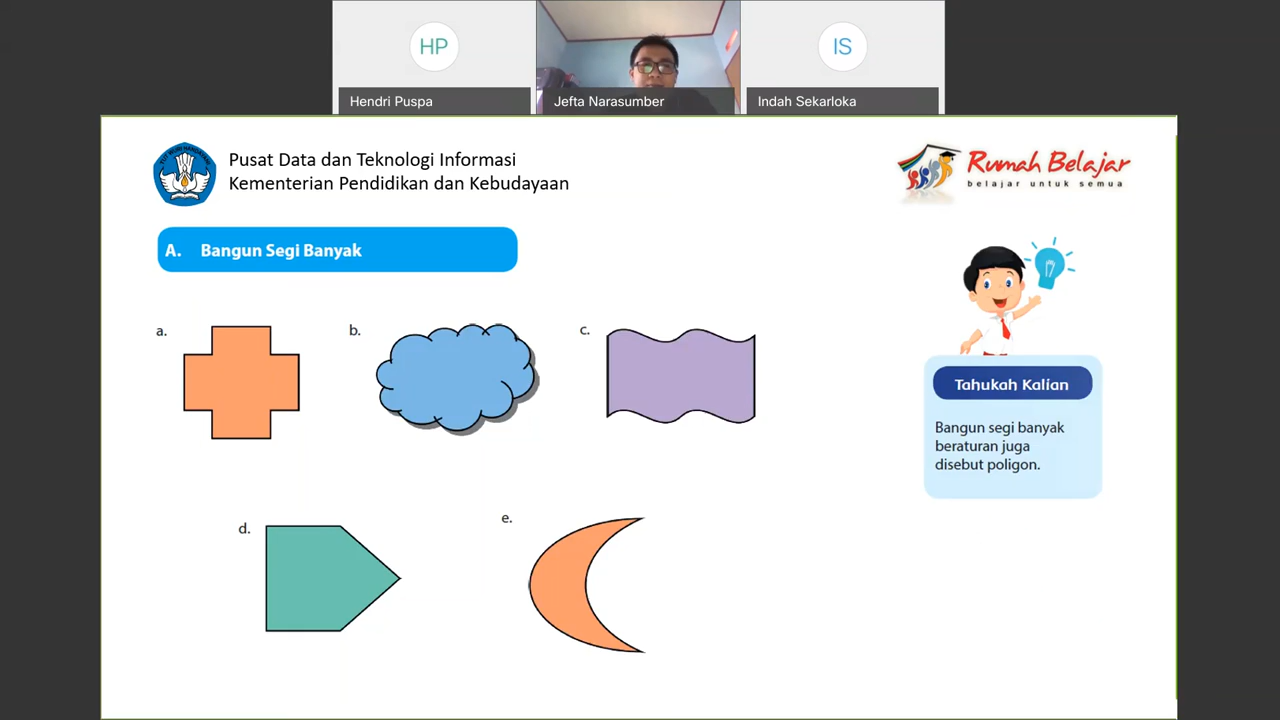 HP
IS
Hendri Puspa
Jefta Narasumber
Indah Sekarloka
Pusat Data dan Teknologi Informasi
Kementerian Pendidikan dan Kebudayaan
Rumah Belajar
belajar untuk semua
A. Bangun Segi Banyak
a.
b.
c.
Tahukah Kalian
Bangun segi banyak
beraturan juga
disebut poligon.
d.
e.